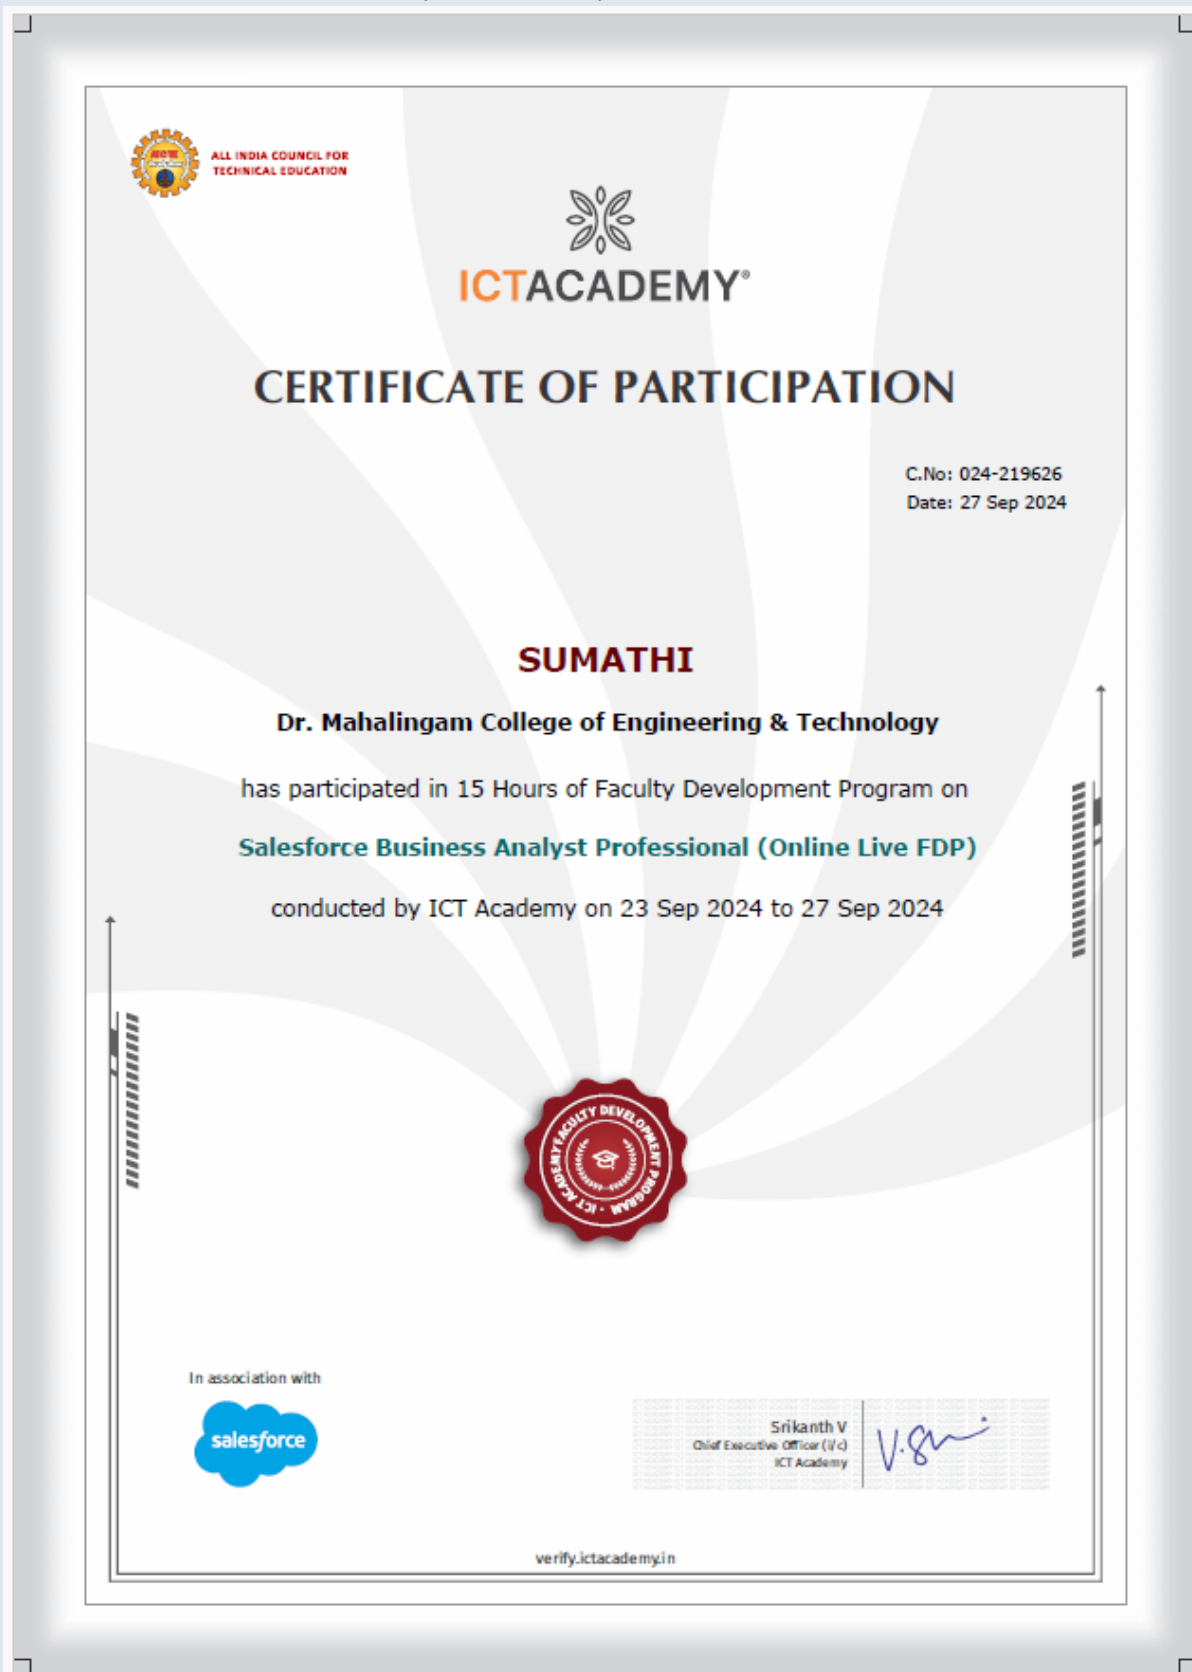 ALL INDIA COUNCIL FOR
TECHNICAL EDUCATION
ICTACADEMY®
CERTIFICATE OF PARTICIPATION
C.No: 024-219626
Date: 27 Sep 2024
SUMATHI
Dr. Mahalingam College of Engineering & Technology
has participated in 15 Hours of Faculty Development Program on
Salesforce Business Analyst Professional (Online Live FDP)
conducted by ICT Academy on 23 Sep 2024 to 27 Sep 2024
ICT ACADEMY FACULTY DEVELOPMENT PROGRAM
In association with
salesforce
Srikanth V
Chief Executive Officer (i/c)
ICT Academy
V.S
verify.ictacademy.in